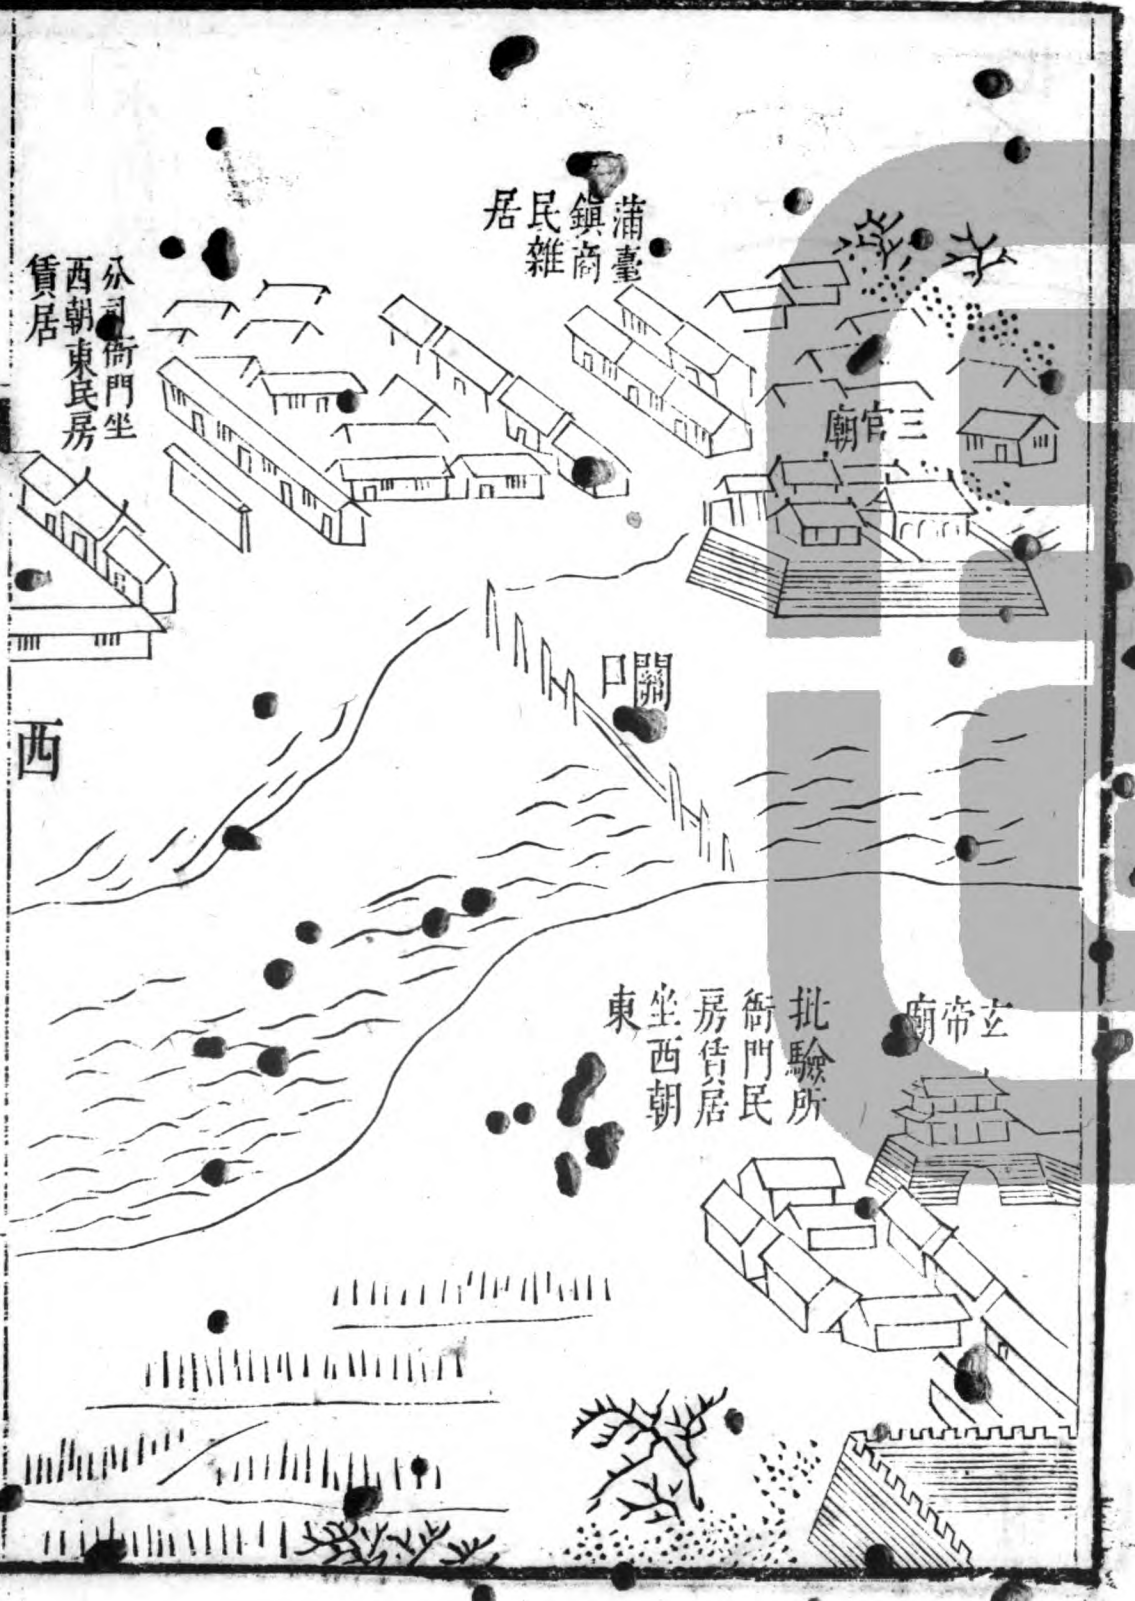 蒲臺
鎮商
民雜
居
分司衙門坐
西朝東民房
賃居
三官廟
關口
西
玄帝廟
批驗所
衙門民
房賃居
坐西朝
東